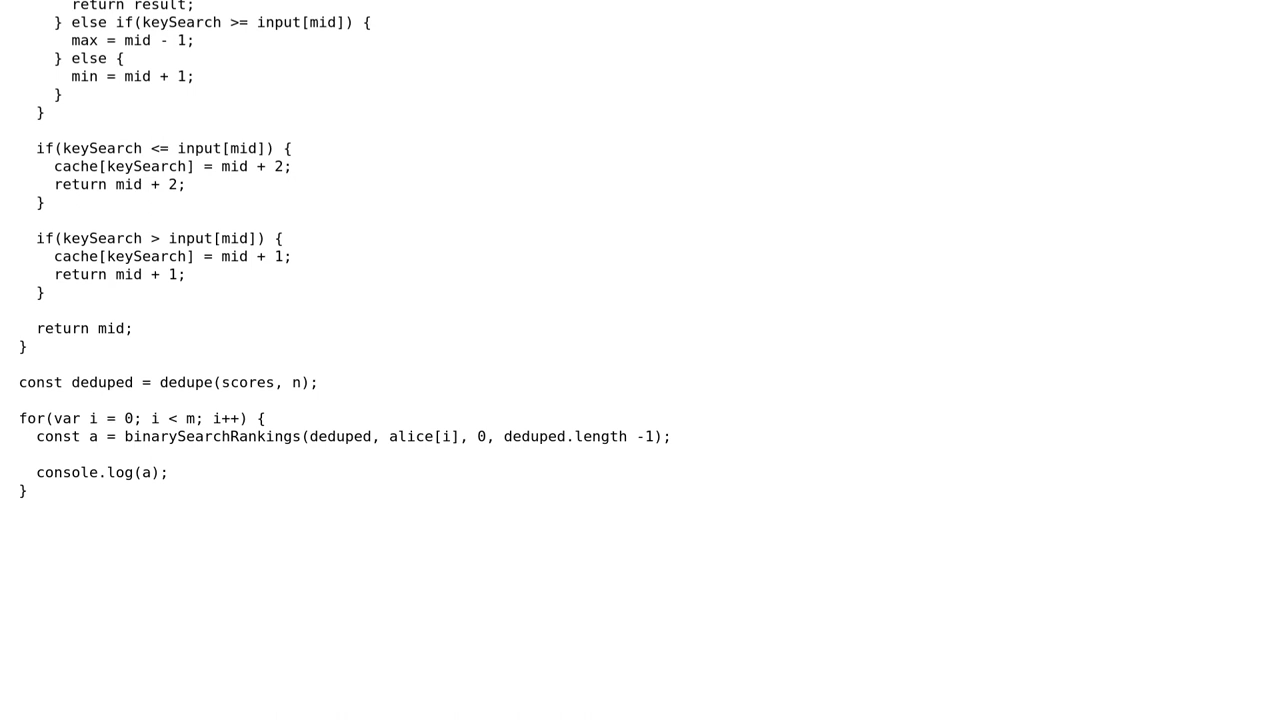 return result;
} else if(keySearch >= input[mid]) {
max = mid - 1;
} else {
min = mid + 1;
}
}
if(keySearch <= input[mid]) {
cache[keySearch] = mid + 2;
return mid + 2;
}
if(keySearch > input[mid]) {
cache[keySearch] = mid + 1;
return mid + 1;
}
return mid;
}
const deduped = dedupe(scores, n);
for(var i = 0; i < m; i++) {
const a = binarySearchRankings(deduped, alice[i], 0, deduped.length -1);
console.log(a);
}